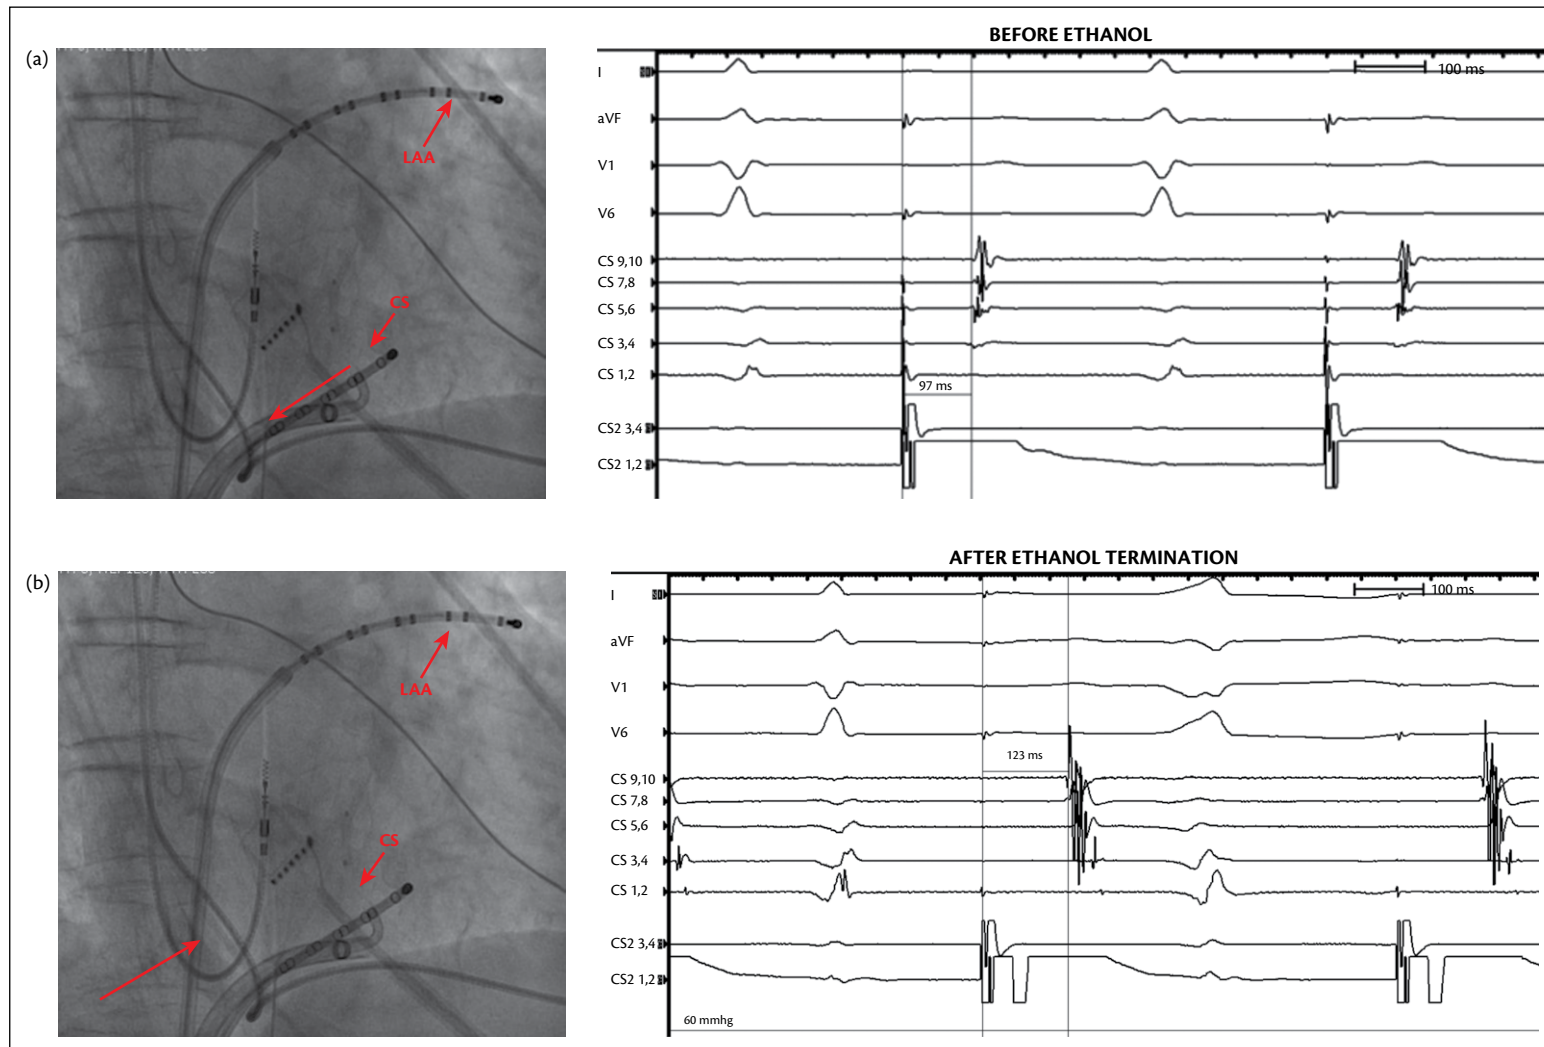 BEFORE ETHANOL
(a)
LAA
CS
I
100 ms
aVF
V1
V6
CS 9,10
CS 7,8
CS 5,6
CS 3,4
CS 1,2
97 ms
CS2 3,4
CS2 1,2
AFTER ETHANOL TERMINATION
(b)
LAA
CS
I
100 ms
aVF
V1
V6
123 ms
CS 9,10
CS 7,8
CS 5,6
CS 3,4
CS 1,2
CS2 3,4
CS2 1,2
60 mmhg